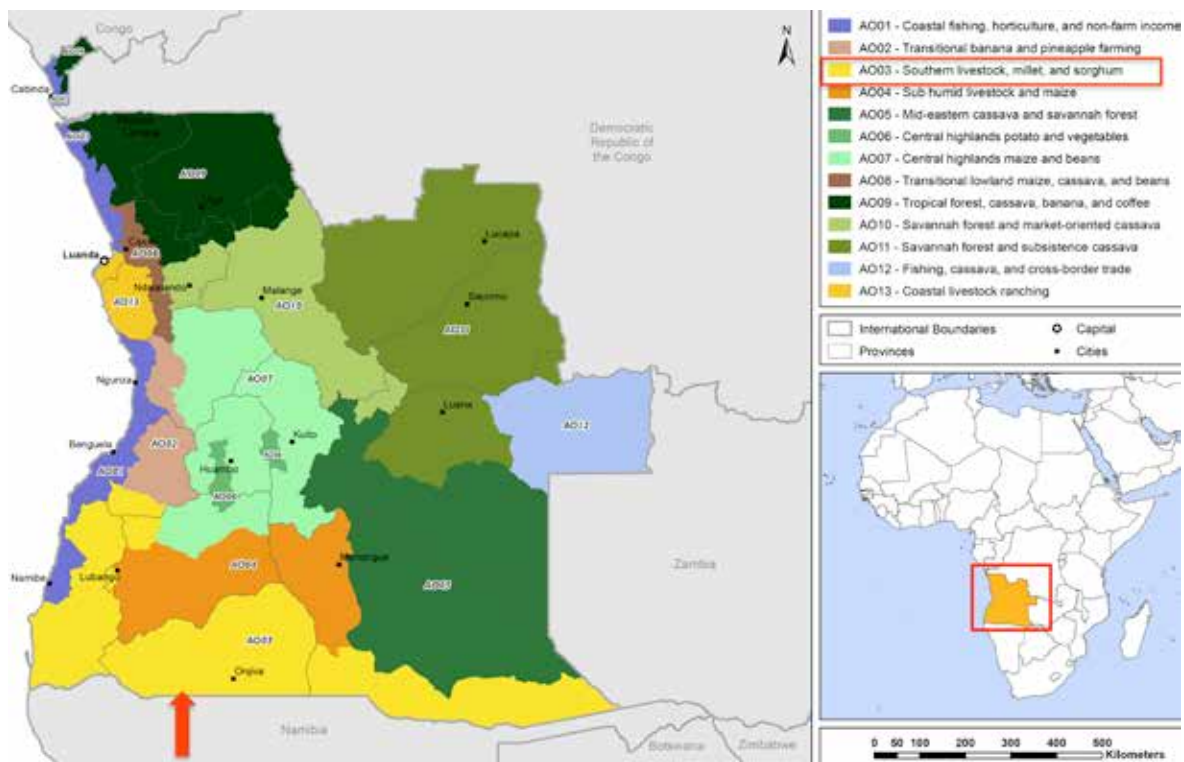 Congo
N
Cabinda
Democratic
Republic of
the Congo
AO09
Luanda
AO08
AO13
Ndalatando
Malange
AO10
Lucapa
Saurimo
Ngunza
AO07
Luena
AO12
Benguela
AO02
Kuito
Huambo
AO06
Namibe
Lubango
AO04
Menongue
AO05
Zambia
AO03
Onjiva
Namibia
Botswana
Zimbabwe
AO01 - Coastal fishing, horticulture, and non-farm income
AO02 - Transitional banana and pineapple farming
AO03 - Southern livestock, millet, and sorghum
AO04 - Sub humid livestock and maize
AO05 - Mid-eastern cassava and savannah forest
AO06 - Central highlands potato and vegetables
AO07 - Central highlands maize and beans
AO08 - Transitional lowland maize, cassava, and beans
AO09 - Tropical forest, cassava, banana, and coffee
AO10 - Savannah forest and market-oriented cassava
AO11 - Savannah forest and subsistence cassava
AO12 - Fishing, cassava, and cross-border trade
AO13 - Coastal livestock ranching
International Boundaries
Capital
Provinces
Cities
0 50 100 200 300 400 500
Kilometers